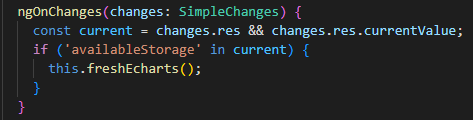 ngOnChanges(changes: SimpleChanges) {
const current = changes.res && changes.res.currentValue;
if ('availableStorage' in current) {
this.freshEcharts();
}
}